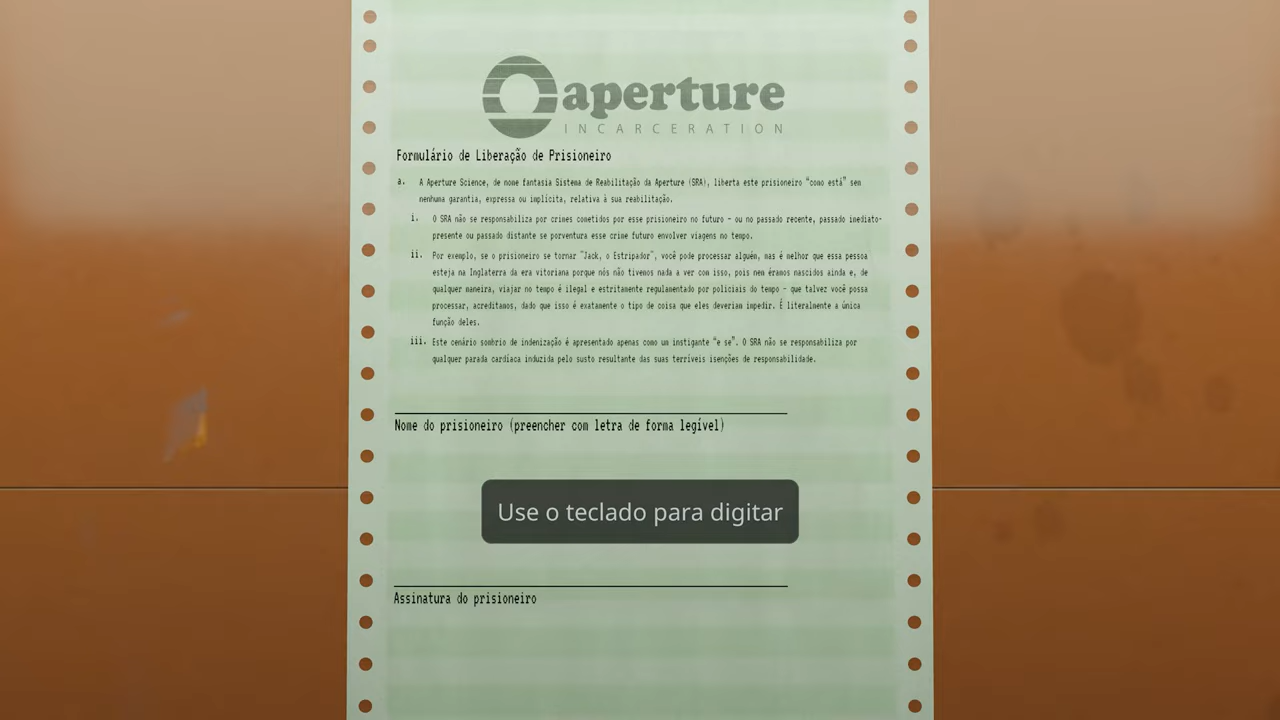 aperture
INCARCERATION
Formulário de Liberação de Prisioneiro
a. A Aperture Science, de nome fantasia Sistema de Reabilitação da Aperture (SRA), liberta este prisioneiro “como está” sem
nenhuma garantia, expressa ou implícita, relativa à sua reabilitação.
i. O SRA não se responsabiliza por crimes cometidos por esse prisioneiro no futuro – ou no passado recente, passado imediato-
presente ou passado distante se porventura esse crime futuro envolver viagens no tempo.
ii. Por exemplo, se o prisioneiro se tornar "Jack, o Estripador", você pode processar alguém, mas é melhor que essa pessoa
esteja na Inglaterra da era vitoriana porque nós não tivemos nada a ver com isso, pois nem éramos nascidos ainda e, de
qualquer maneira, viajar no tempo é ilegal e estritamente regulamentado por policiais do tempo – que talvez você possa
processar, acreditamos, dado que isso é exatamente o tipo de coisa que eles deveriam impedir. É literalmente a única
função deles.
iii. Este cenário sombrio de indenização é apresentado apenas como um instigante “e se”. O SRA não se responsabiliza por
qualquer parada cardíaca induzida pelo susto resultante das suas terríveis isenções de responsabilidade.
Nome do prisioneiro (preencher com letra de forma legível)
Use o teclado para digitar
Assinatura do prisioneiro